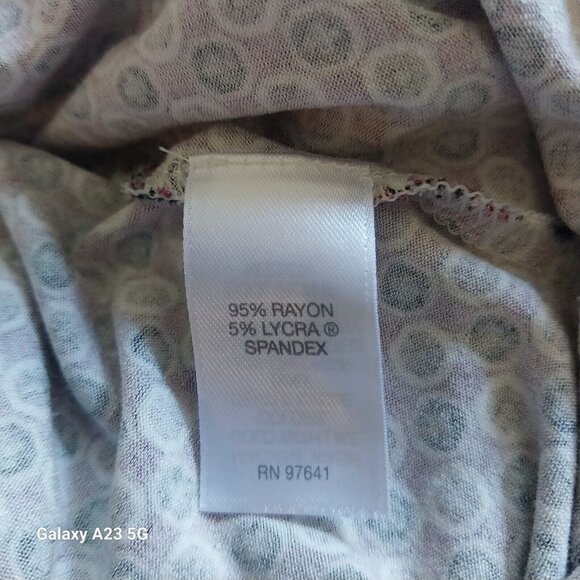 95% RAYON
5% LYCRA ®
SPANDEX
RN 97641
Galaxy A23 5G